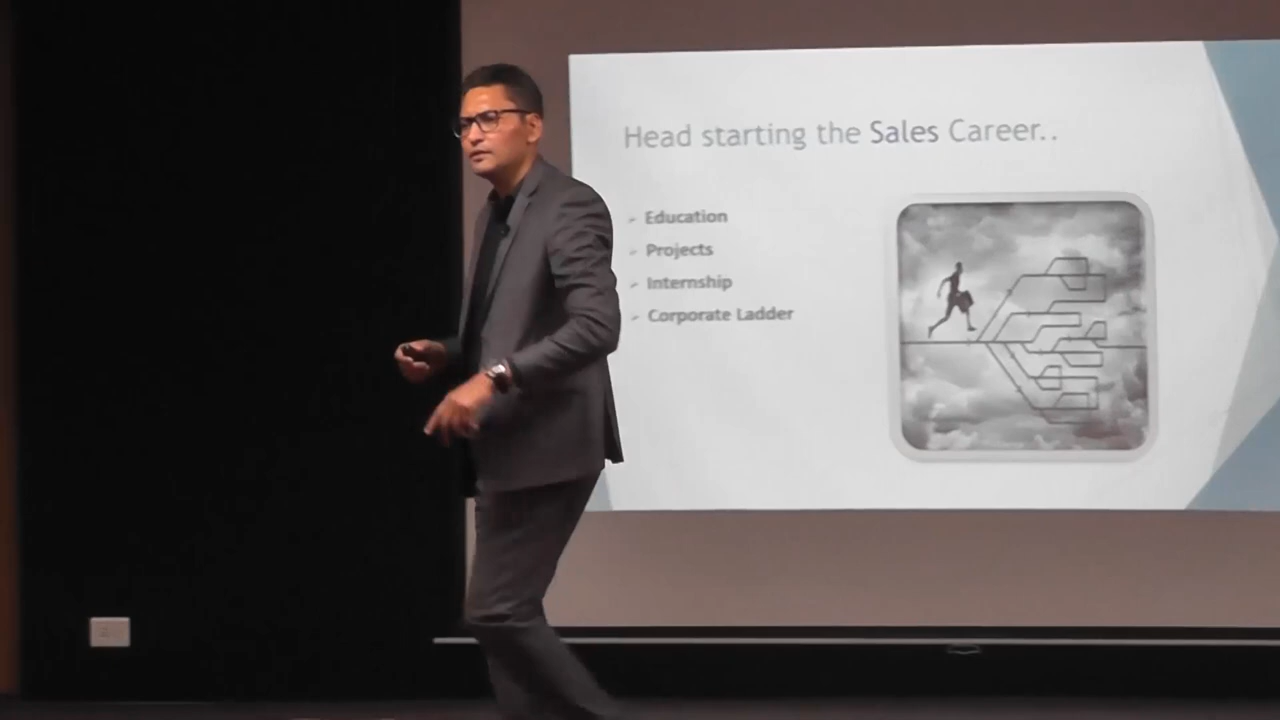 Head starting the Sales Career..
Education
Projects
Internship
Corporate Ladder